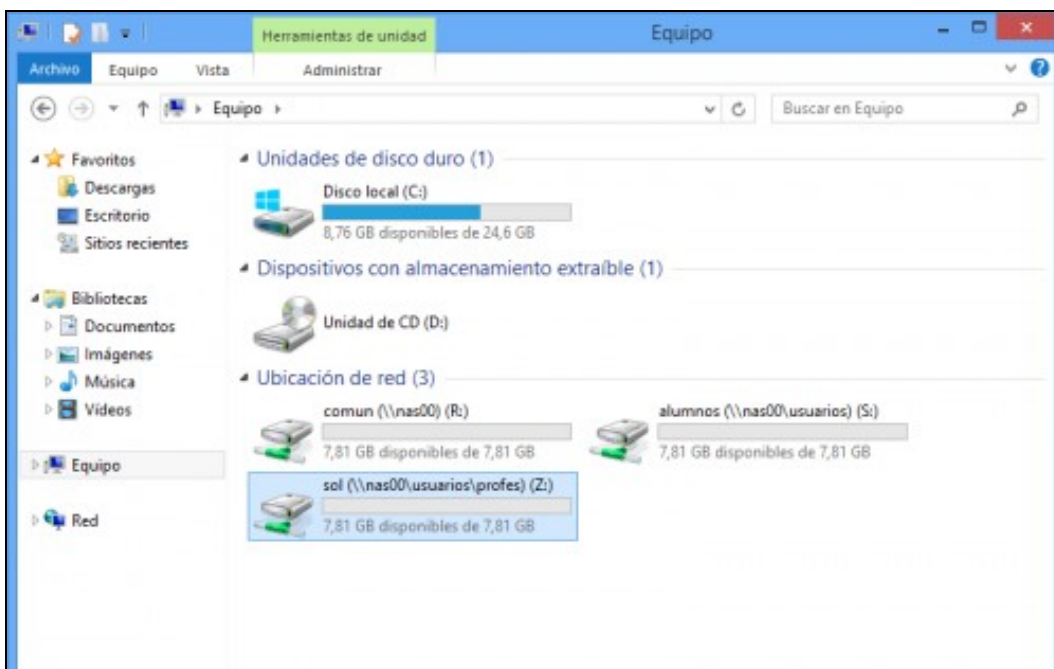 Herramientas de unidad
Equipo
Archivo
Equipo
Vista
Administrar
Equipo
Buscar en Equipo
Favoritos
Descargas
Escritorio
Sitios recientes
Bibliotecas
Documentos
Imágenes
Música
Vídeos
Equipo
Red
Unidades de disco duro (1)
Disco local (C:)
8,76 GB disponibles de 24,6 GB
Dispositivos con almacenamiento extraíble (1)
Unidad de CD (D:)
Ubicación de red (3)
comun (\\nas00) (R:)
7,81 GB disponibles de 7,81 GB
alumnos (\\nas00\usuarios) (S:)
7,81 GB disponibles de 7,81 GB
sol (\\nas00\usuarios\profes) (Z:)
7,81 GB disponibles de 7,81 GB